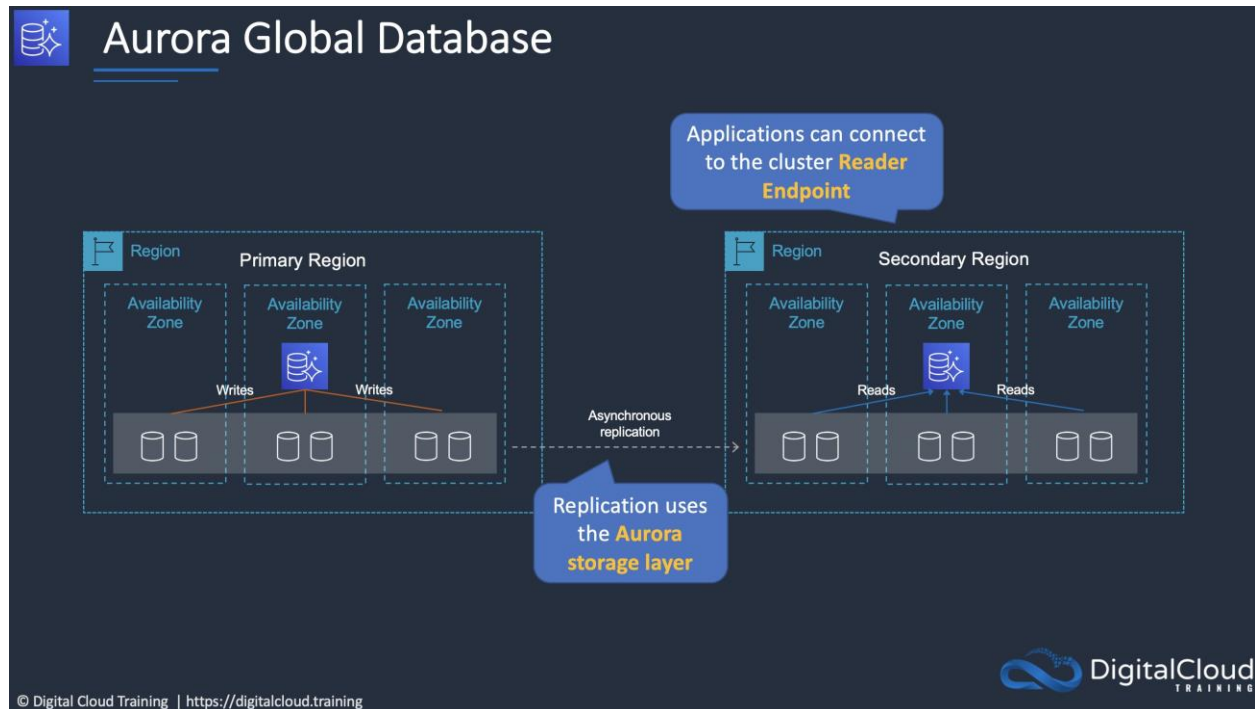 Aurora Global Database
Applications can connect
to the cluster Reader
Endpoint
Region
Primary Region
Availability
Zone
Availability
Zone
Availability
Zone
Writes
Writes
Asynchronous
replication
Replication uses
the Aurora
storage layer
Region
Secondary Region
Availability
Zone
Availability
Zone
Availability
Zone
Reads
Reads
© Digital Cloud Training | https://digitalcloud.training
DigitalCloud
TRAINING